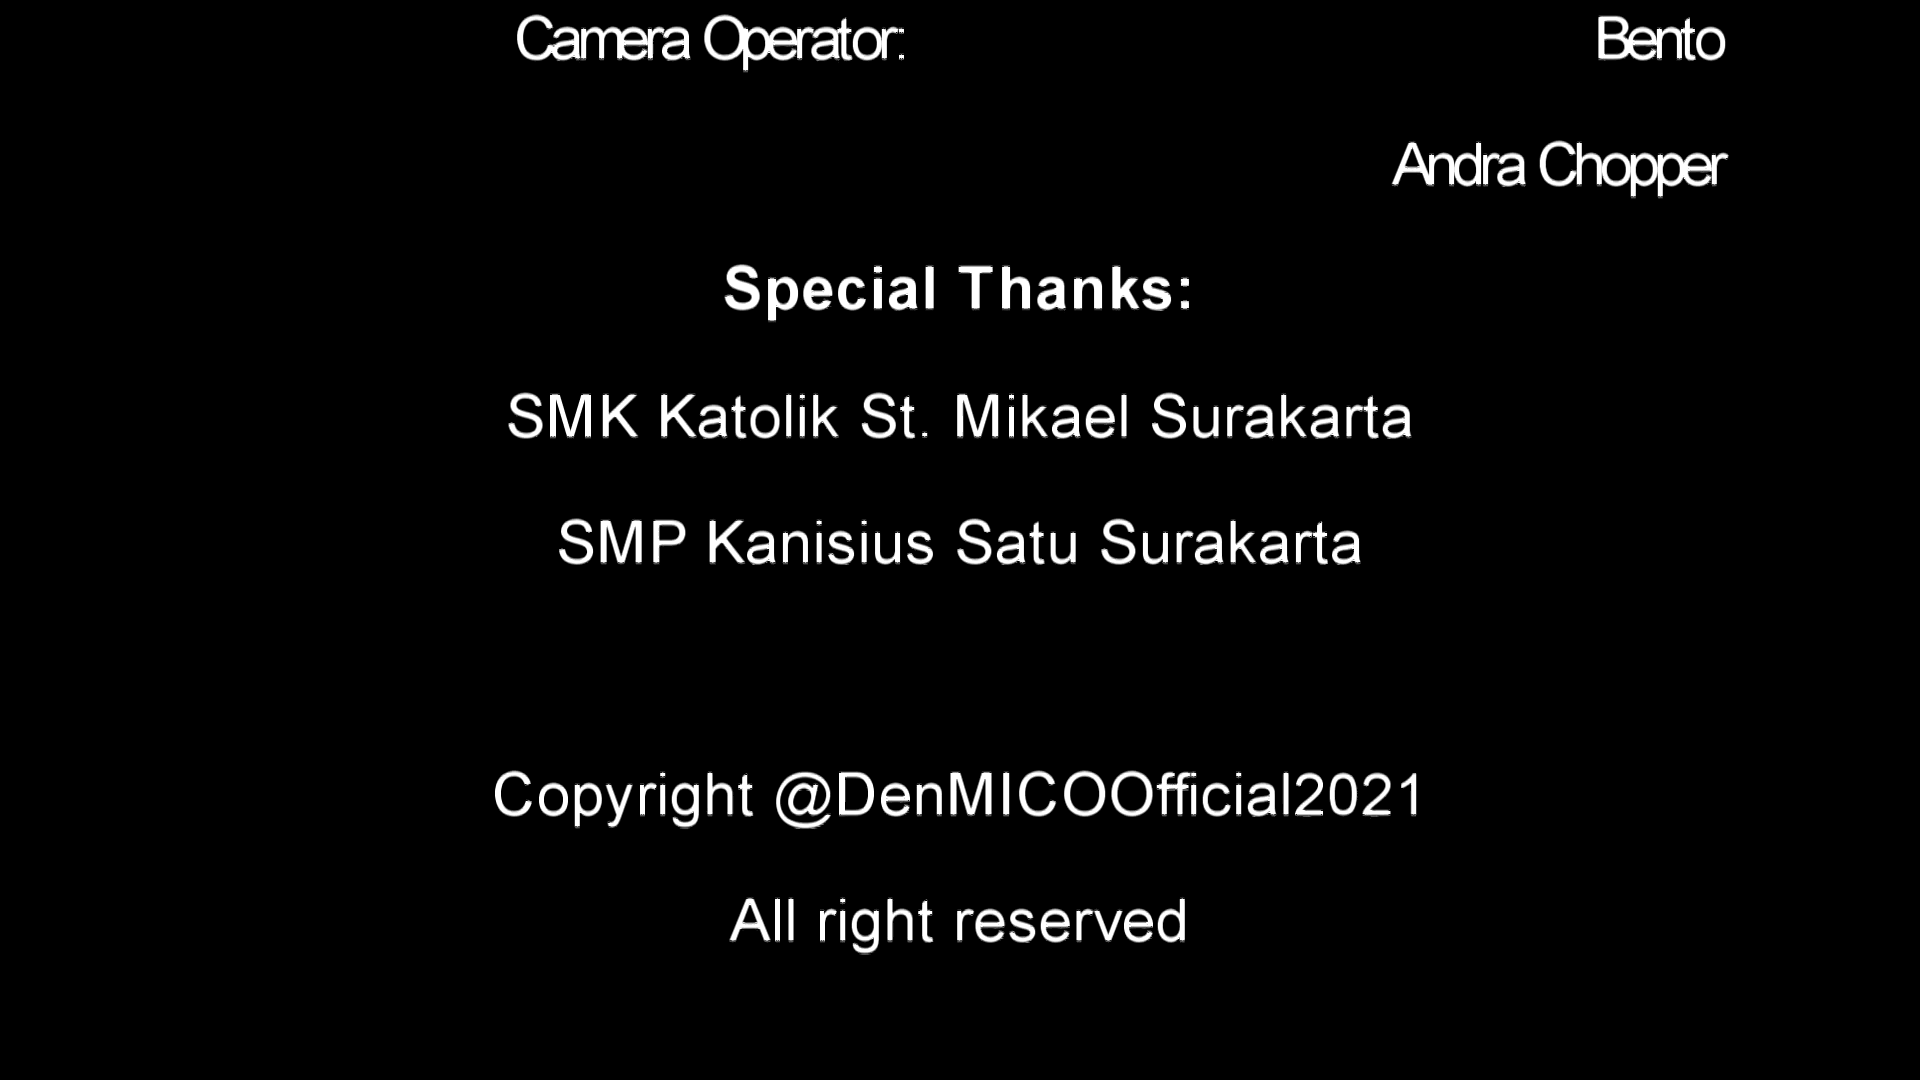 Camera Operator: Bento
Andra Chopper
Special Thanks:
SMK Katolik St. Mikael Surakarta
SMP Kanisius Satu Surakarta
Copyright @DenMICOOfficial2021
All right reserved